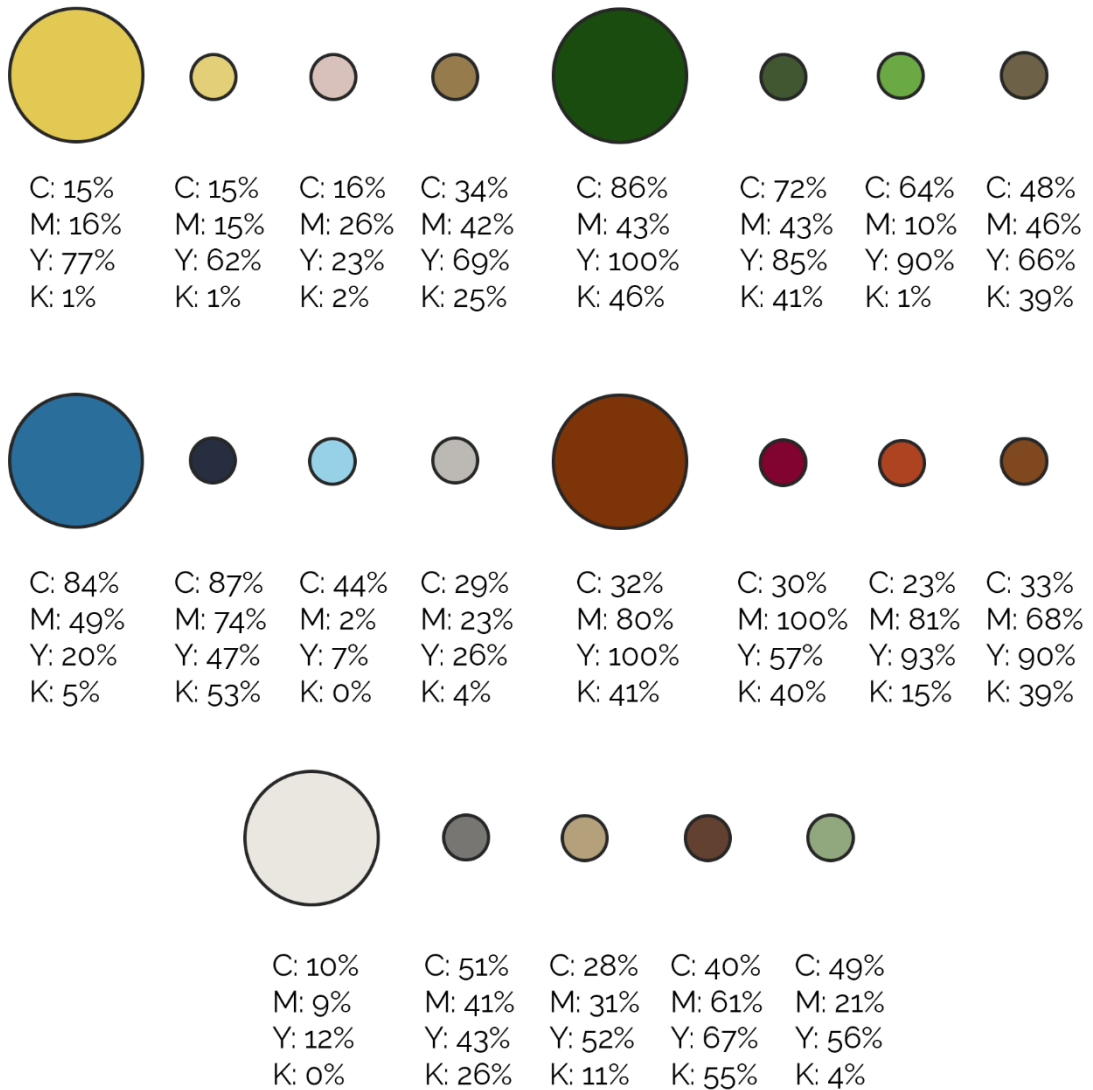 C: 15%
M: 16%
Y: 77%
K: 1%
C: 15%
M: 15%
Y: 62%
K: 1%
C: 16%
M: 26%
Y: 23%
K: 2%
C: 34%
M: 42%
Y: 69%
K: 25%
C: 86%
M: 43%
Y: 100%
K: 46%
C: 72%
M: 43%
Y: 85%
K: 41%
C: 64%
M: 10%
Y: 90%
K: 1%
C: 48%
M: 46%
Y: 66%
K: 39%
C: 84%
M: 49%
Y: 20%
K: 5%
C: 87%
M: 74%
Y: 47%
K: 53%
C: 44%
M: 2%
Y: 7%
K: 0%
C: 29%
M: 23%
Y: 26%
K: 4%
C: 32%
M: 80%
Y: 100%
K: 41%
C: 30%
M: 100%
Y: 57%
K: 40%
C: 23%
M: 81%
Y: 93%
K: 15%
C: 33%
M: 68%
Y: 90%
K: 39%
C: 10%
M: 9%
Y: 12%
K: 0%
C: 51%
M: 41%
Y: 43%
K: 26%
C: 28%
M: 31%
Y: 52%
K: 11%
C: 40%
M: 61%
Y: 67%
K: 55%
C: 49%
M: 21%
Y: 56%
K: 4%